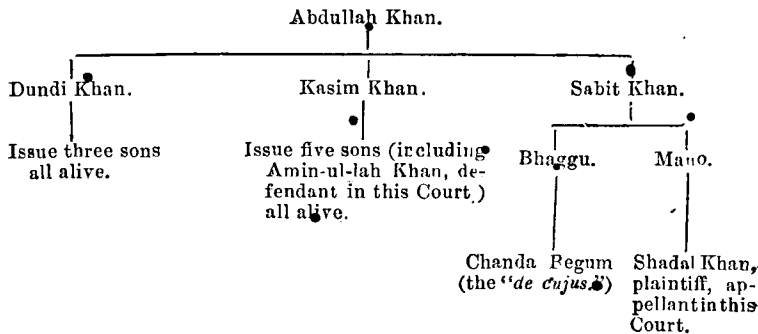 Abdullah Khan.
Dundi Khan. Kasim Khan. Sabit Khan.
Issue three sons
all alive.
Issue five sons (including
Amin-ul-lah Khan, de-
fendant in this Court)
all alive.
Bhaggu. Mano.
Chanda Begum
(the "de cujus.")
Shadal Khan,
plaintiff, ap-
pellant in this
Court.